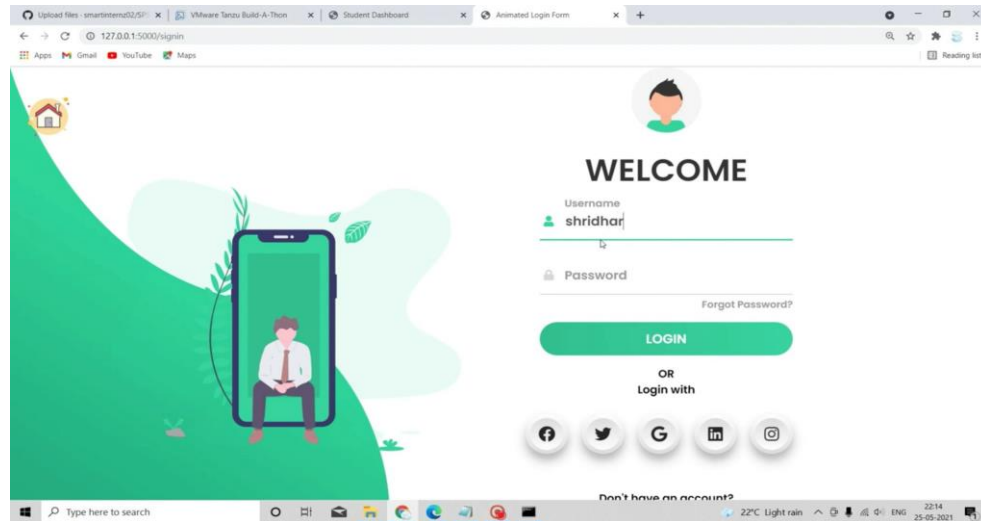 Upload files - smartinternz02/SPS
VMware Tanzu Build-A-Thon
Student Dashboard
Animated Login Form
127.0.0.1:5000/signin
Apps
Gmail
YouTube
Maps
Reading list
WELCOME
Username
shridhar
Password
Forgot Password?
LOGIN
OR
Login with
Don't have an account?
Type here to search
22°C Light rain
ENG
22:14
25-05-2021